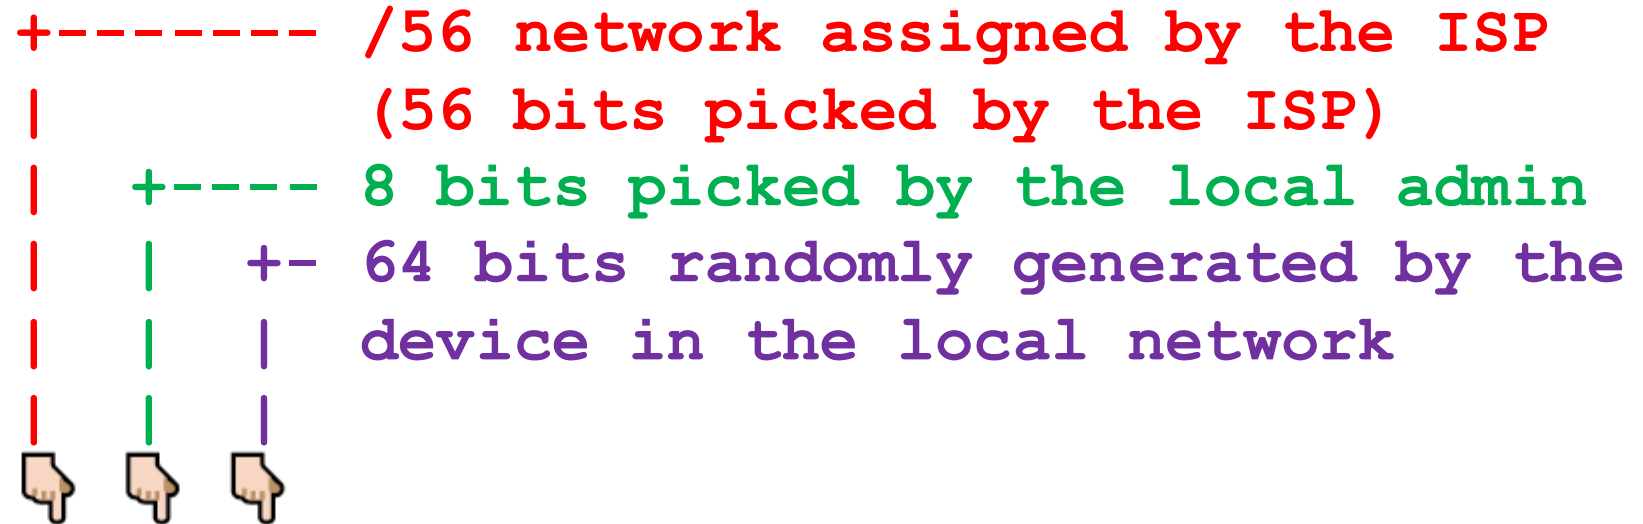 +------- /56 network assigned by the ISP
| (56 bits picked by the ISP)
| +---- 8 bits picked by the local admin
| | +- 64 bits randomly generated by the
| | | device in the local network
| | |